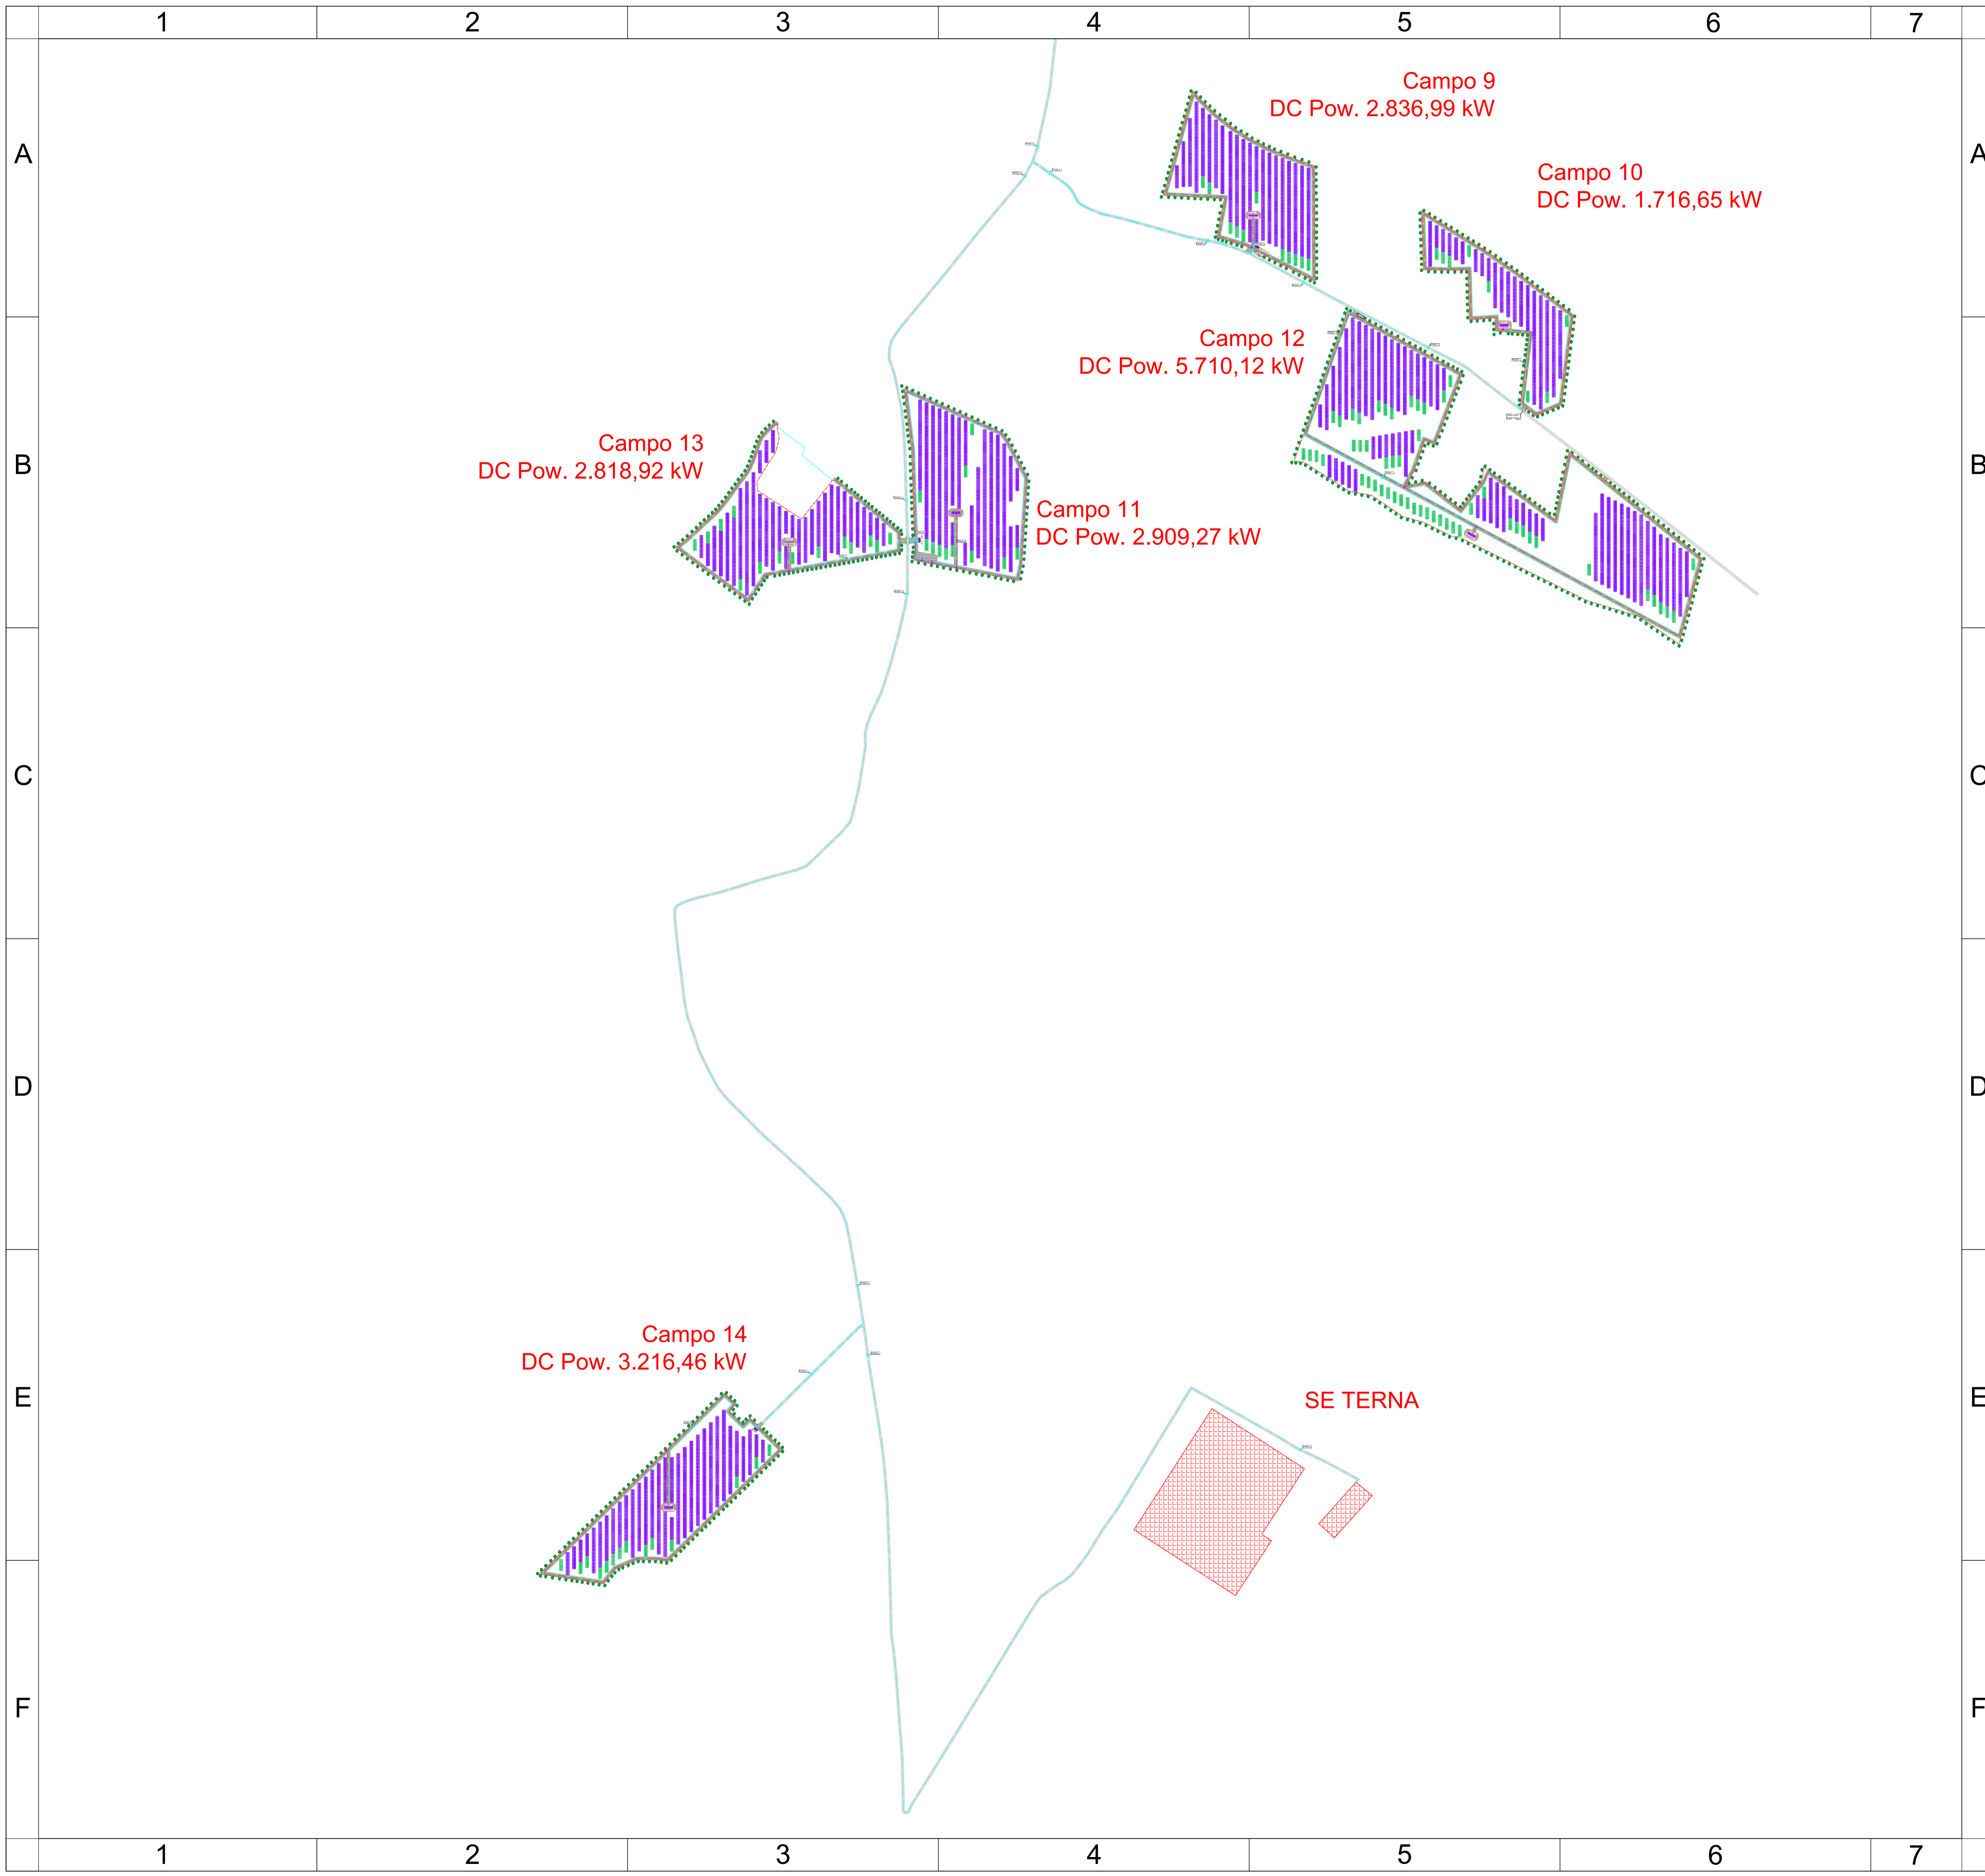 1 2 3 4 5 6 7
A A
Campo 9
DC Pow. 2.836,99 kW
Campo 10
DC Pow. 1.716,65 kW
Campo 12
DC Pow. 5.710,12 kW
B B
Campo 13
DC Pow. 2.818,92 kW
Campo 11
DC Pow. 2.909,27 kW
C C
D D
Campo 14
DC Pow. 3.216,46 kW
E E
SE TERNA
F F
1 2 3 4 5 6 7